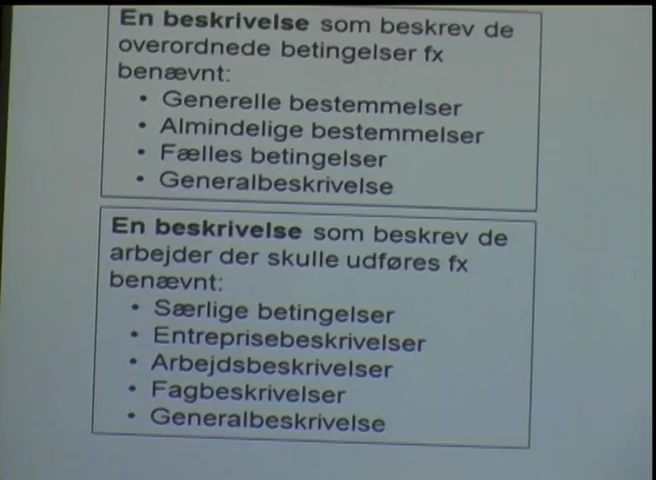 En beskrivelse som beskrev de
overordnede betingelser fx
benævnt:
• Generelle bestemmelser
• Almindelige bestemmelser
• Fælles betingelser
• Generalbeskrivelse
En beskrivelse som beskrev de
arbejder der skulle udføres fx
benævnt:
• Særlige betingelser
• Entreprisebeskrivelser
• Arbejdsbeskrivelser
• Fagbeskrivelser
• Generalbeskrivelse